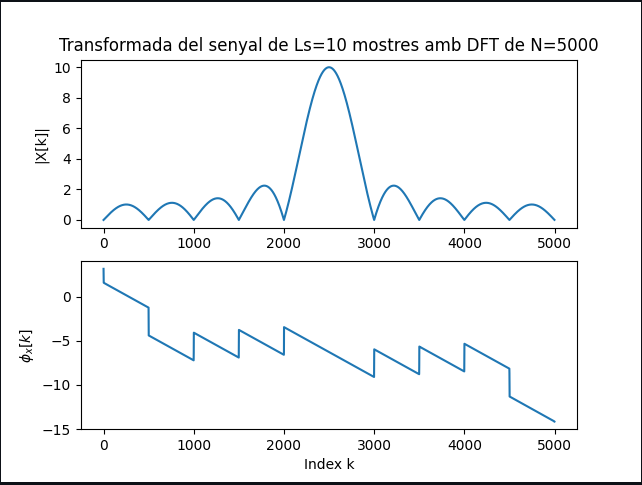 Transformada del senyal de Ls=10 mostres amb DFT de N=5000
|X[k]|
10
8
6
4
2
0
0 1000 2000 3000 4000 5000
ϕₓ[k]
0
−5
−10
−15
0 1000 2000 3000 4000 5000
Index k